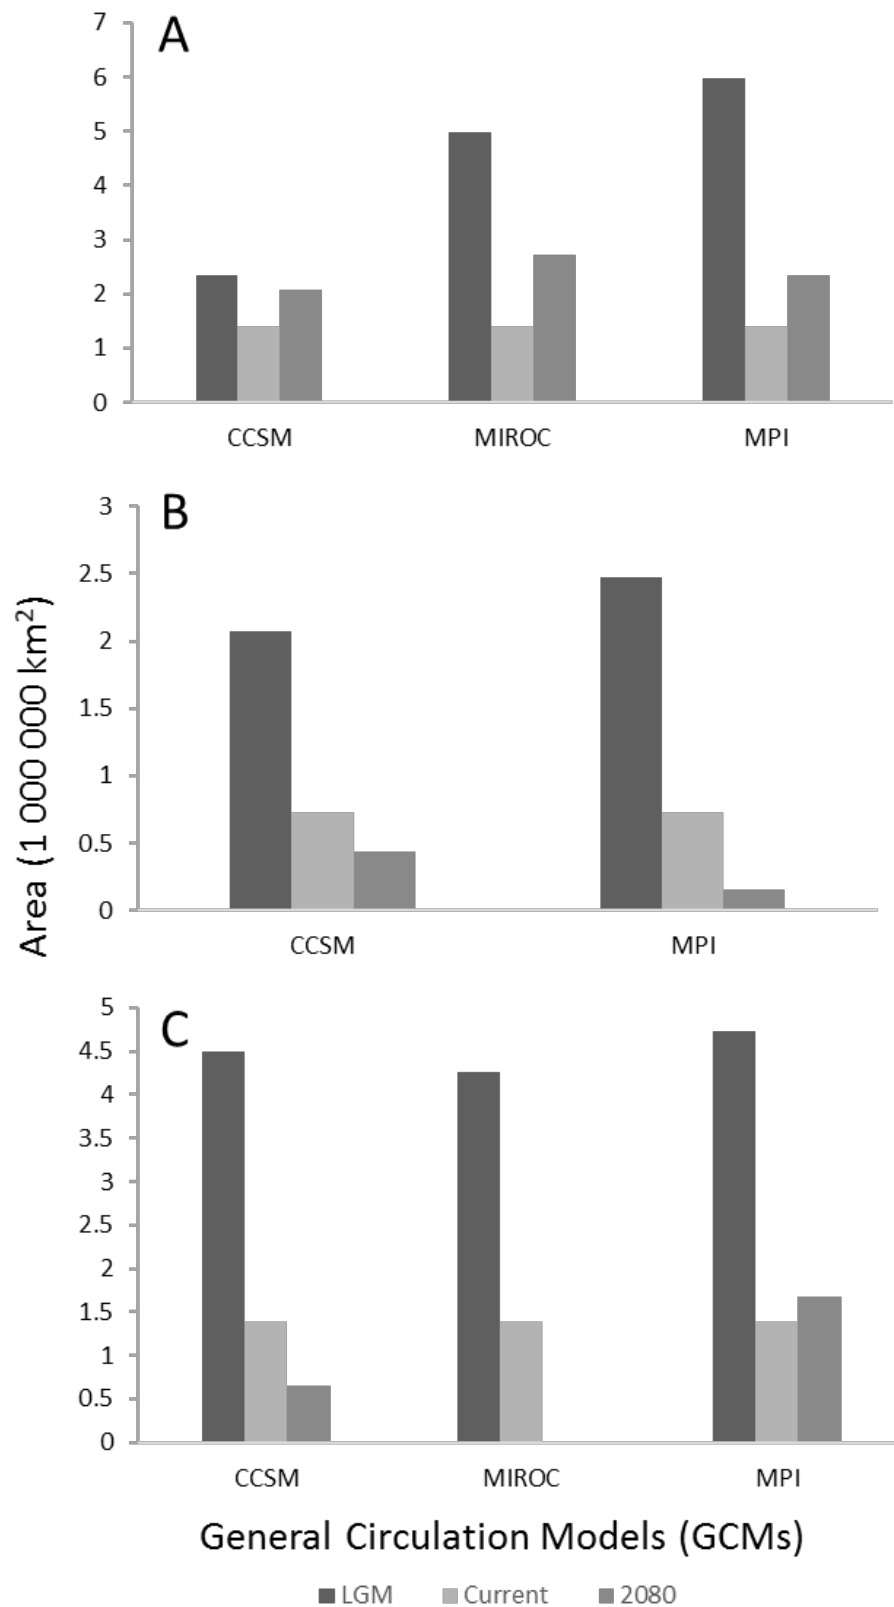 A
7
6
5
4
3
2
1
0
CCSM MIROC MPI
B
3
2.5
2
1.5
1
0.5
0
CCSM MPI
Area (1 000 000 km²)
C
5
4.5
4
3.5
3
2.5
2
1.5
1
0.5
0
CCSM MIROC MPI
General Circulation Models (GCMs)
LGM Current 2080